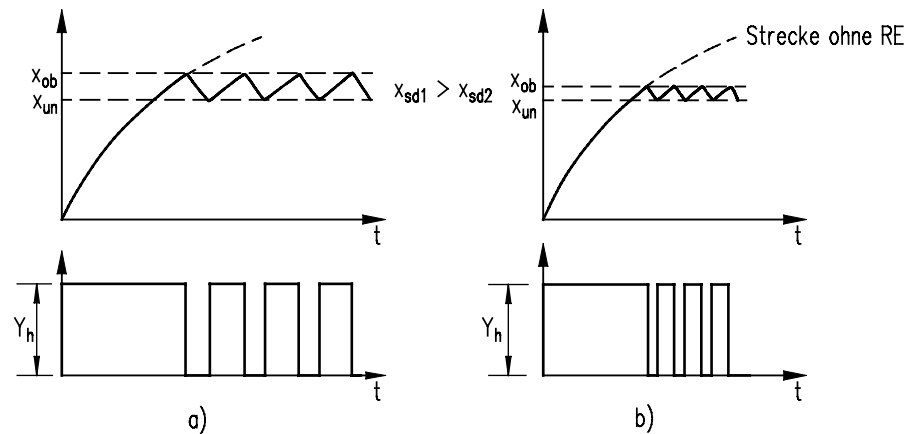 Strecke ohne RE
x_ob
x_un
x_sd1 > x_sd2
x_ob
x_un
t
t
Y_h
Y_h
t
t
a)
b)